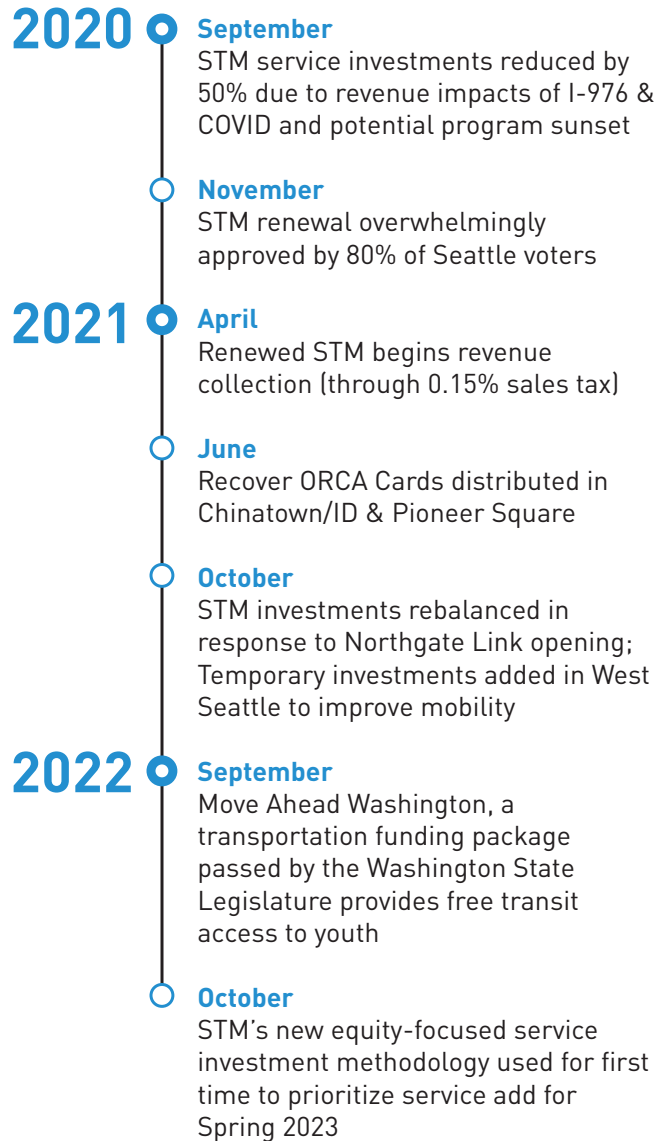 2020
September
STM service investments reduced by
50% due to revenue impacts of I-976 &
COVID and potential program sunset
November
STM renewal overwhelmingly
approved by 80% of Seattle voters
2021
April
Renewed STM begins revenue
collection (through 0.15% sales tax)
June
Recover ORCA Cards distributed in
Chinatown/ID & Pioneer Square
October
STM investments rebalanced in
response to Northgate Link opening;
Temporary investments added in West
Seattle to improve mobility
2022
September
Move Ahead Washington, a
transportation funding package
passed by the Washington State
Legislature provides free transit
access to youth
October
STM’s new equity-focused service
investment methodology used for first
time to prioritize service add for
Spring 2023